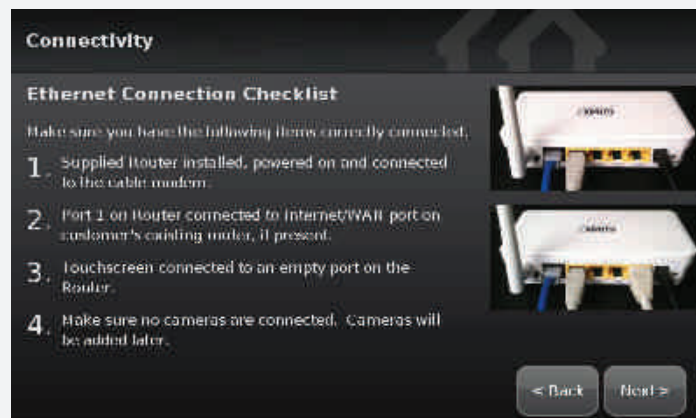 Connectivity
Ethernet Connection Checklist
Make sure you have the following items correctly connected.
1. Supplied Router installed, powered on and connected
to the cable modem.
2. Port 1 on Router connected to Internet/WAN port on
customer's existing router, if present.
3. Touchscreen connected to an empty port on the
Router.
4. Make sure no cameras are connected. Cameras will
be added later.
< Back
Next >